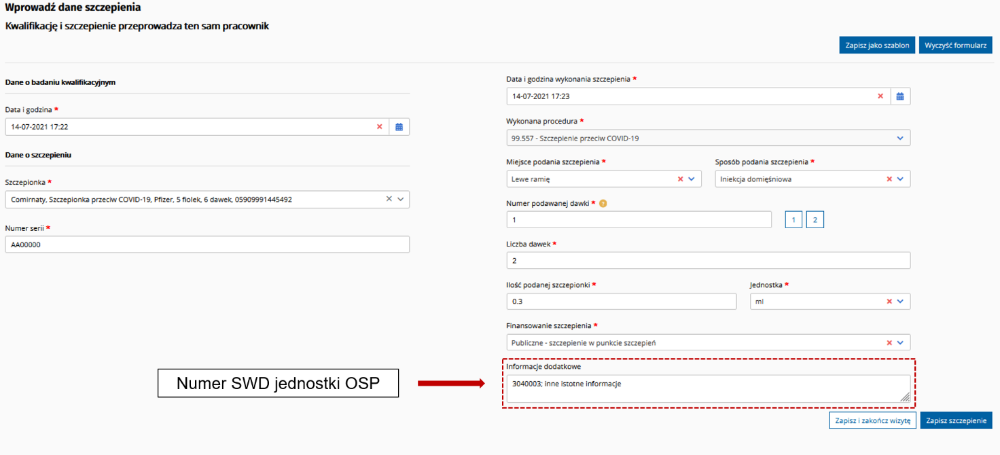 Wprowadź dane szczepienia
Kwalifikację i szczepienie przeprowadza ten sam pracownik
Zapisz jako szablon
Wyczyść formularz
Dane o badaniu kwalifikacyjnym
Data i godzina *
14-07-2021 17:22
Dane o szczepieniu
Szczepionka *
Comirnaty, Szczepionka przeciw COVID-19, Pfizer, 5 fiolek, 6 dawek, 05909991445492
Numer serii *
AA00000
Data i godzina wykonania szczepienia *
14-07-2021 17:23
Wykonana procedura *
99.557 - Szczepienie przeciw COVID-19
Miejsce podania szczepienia *
Lewe ramię
Sposób podania szczepienia *
Iniekcja domięśniowa
Numer podawanej dawki * ?
1
1
2
Liczba dawek *
2
Ilość podanej szczepionki *
0.3
Jednostka *
ml
Finansowanie szczepienia *
Publiczne - szczepienie w punkcie szczepień
Numer SWD jednostki OSP
Informacje dodatkowe
3040003; inne istotne informacje
Zapisz i zakończ wizytę
Zapisz szczepienie